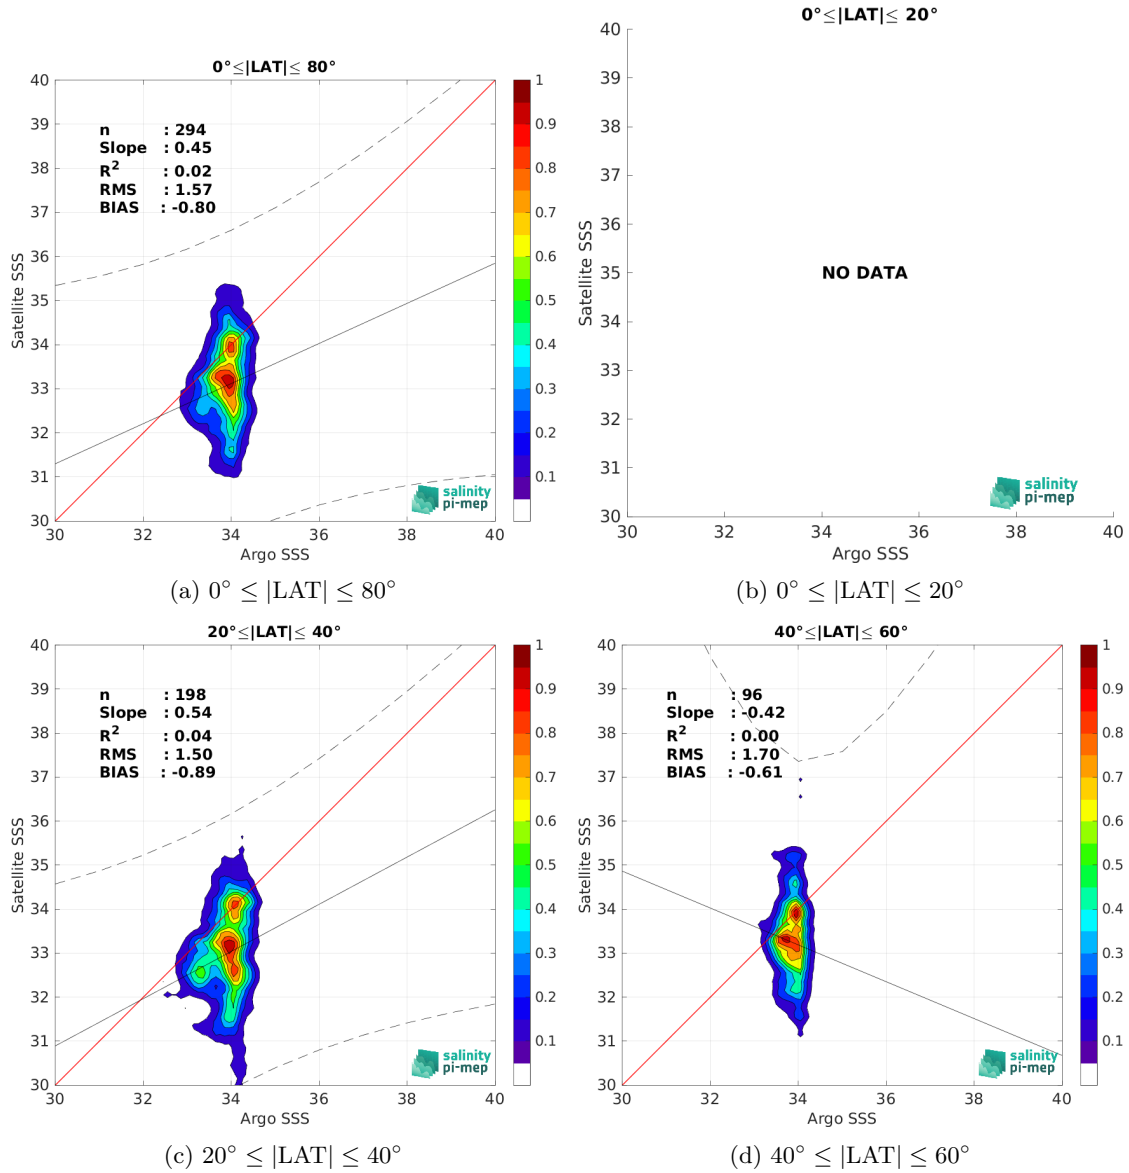 0°≤|LAT|≤ 80°
40
39
38
37
36
35
34
33
32
31
30
Satellite SSS
n : 294
Slope : 0.45
R² : 0.02
RMS : 1.57
BIAS : -0.80
salinity
pi-mep
30 32 34 36 38 40
Argo SSS
1
0.9
0.8
0.7
0.6
0.5
0.4
0.3
0.2
0.1
(a) 0° ≤ |LAT| ≤ 80°
0°≤|LAT|≤ 20°
40
39
38
37
36
35
34
33
32
31
30
Satellite SSS
NO DATA
salinity
pi-mep
30 32 34 36 38 40
Argo SSS
(b) 0° ≤ |LAT| ≤ 20°
20°≤|LAT|≤ 40°
40
39
38
37
36
35
34
33
32
31
30
Satellite SSS
n : 198
Slope : 0.54
R² : 0.04
RMS : 1.50
BIAS : -0.89
salinity
pi-mep
30 32 34 36 38 40
Argo SSS
1
0.9
0.8
0.7
0.6
0.5
0.4
0.3
0.2
0.1
(c) 20° ≤ |LAT| ≤ 40°
40°≤|LAT|≤ 60°
40
39
38
37
36
35
34
33
32
31
30
Satellite SSS
n : 96
Slope : -0.42
R² : 0.00
RMS : 1.70
BIAS : -0.61
salinity
pi-mep
30 32 34 36 38 40
Argo SSS
1
0.9
0.8
0.7
0.6
0.5
0.4
0.3
0.2
0.1
(d) 40° ≤ |LAT| ≤ 60°